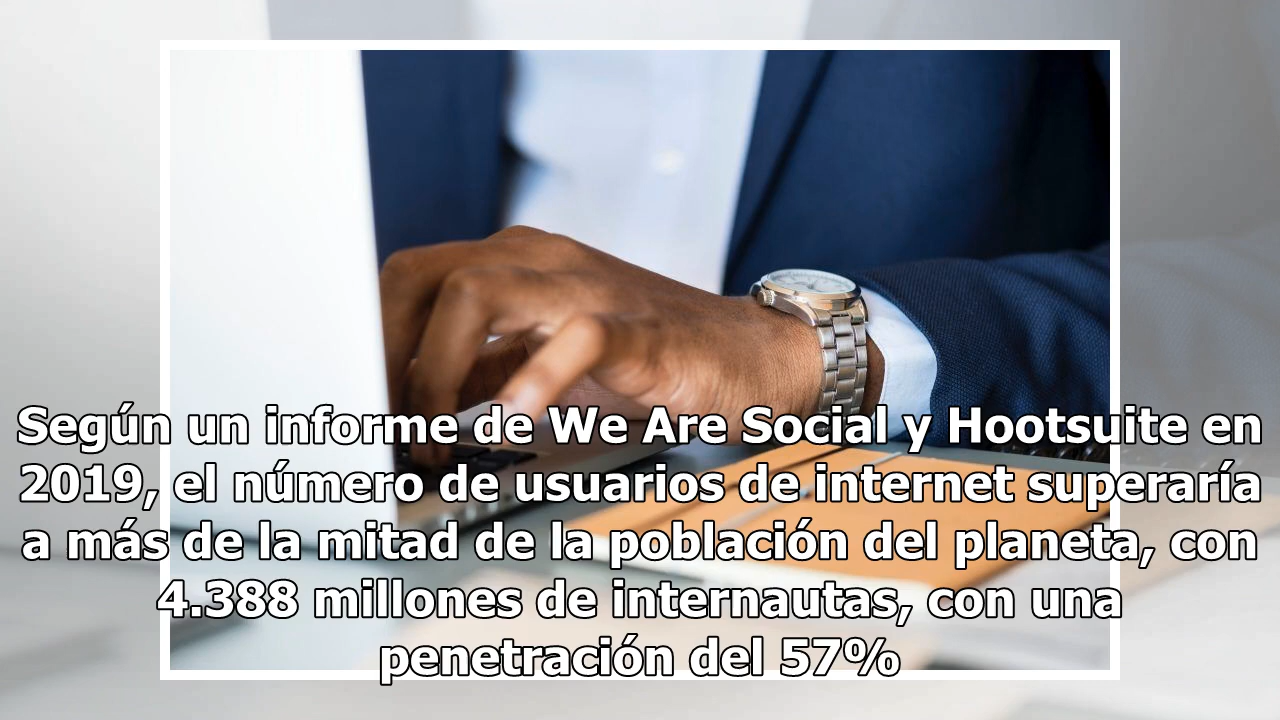 Según un informe de We Are Social y Hootsuite en
2019, el número de usuarios de internet superaría
a más de la mitad de la población del planeta, con
4.388 millones de internautas, con una
penetración del 57%